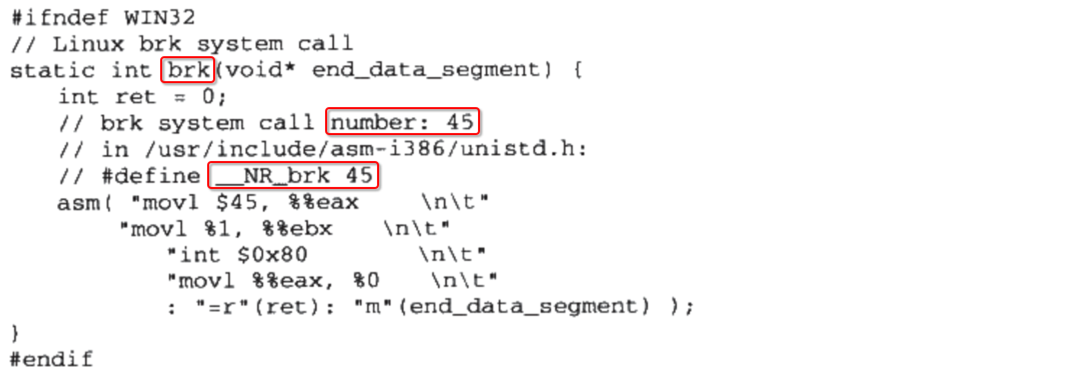 #ifndef WIN32
// Linux brk system call
static int brk(void* end_data_segment) {
    int ret = 0;
    // brk system call number: 45
    // in /usr/include/asm-i386/unistd.h:
    // #define __NR_brk 45
    asm( "movl $45, %%eax     \n\t"
         "movl %1, %%ebx    \n\t"
             "int $0x80         \n\t"
             "movl %%eax, %0    \n\t"
             : "=r"(ret): "m"(end_data_segment) );
}
#endif